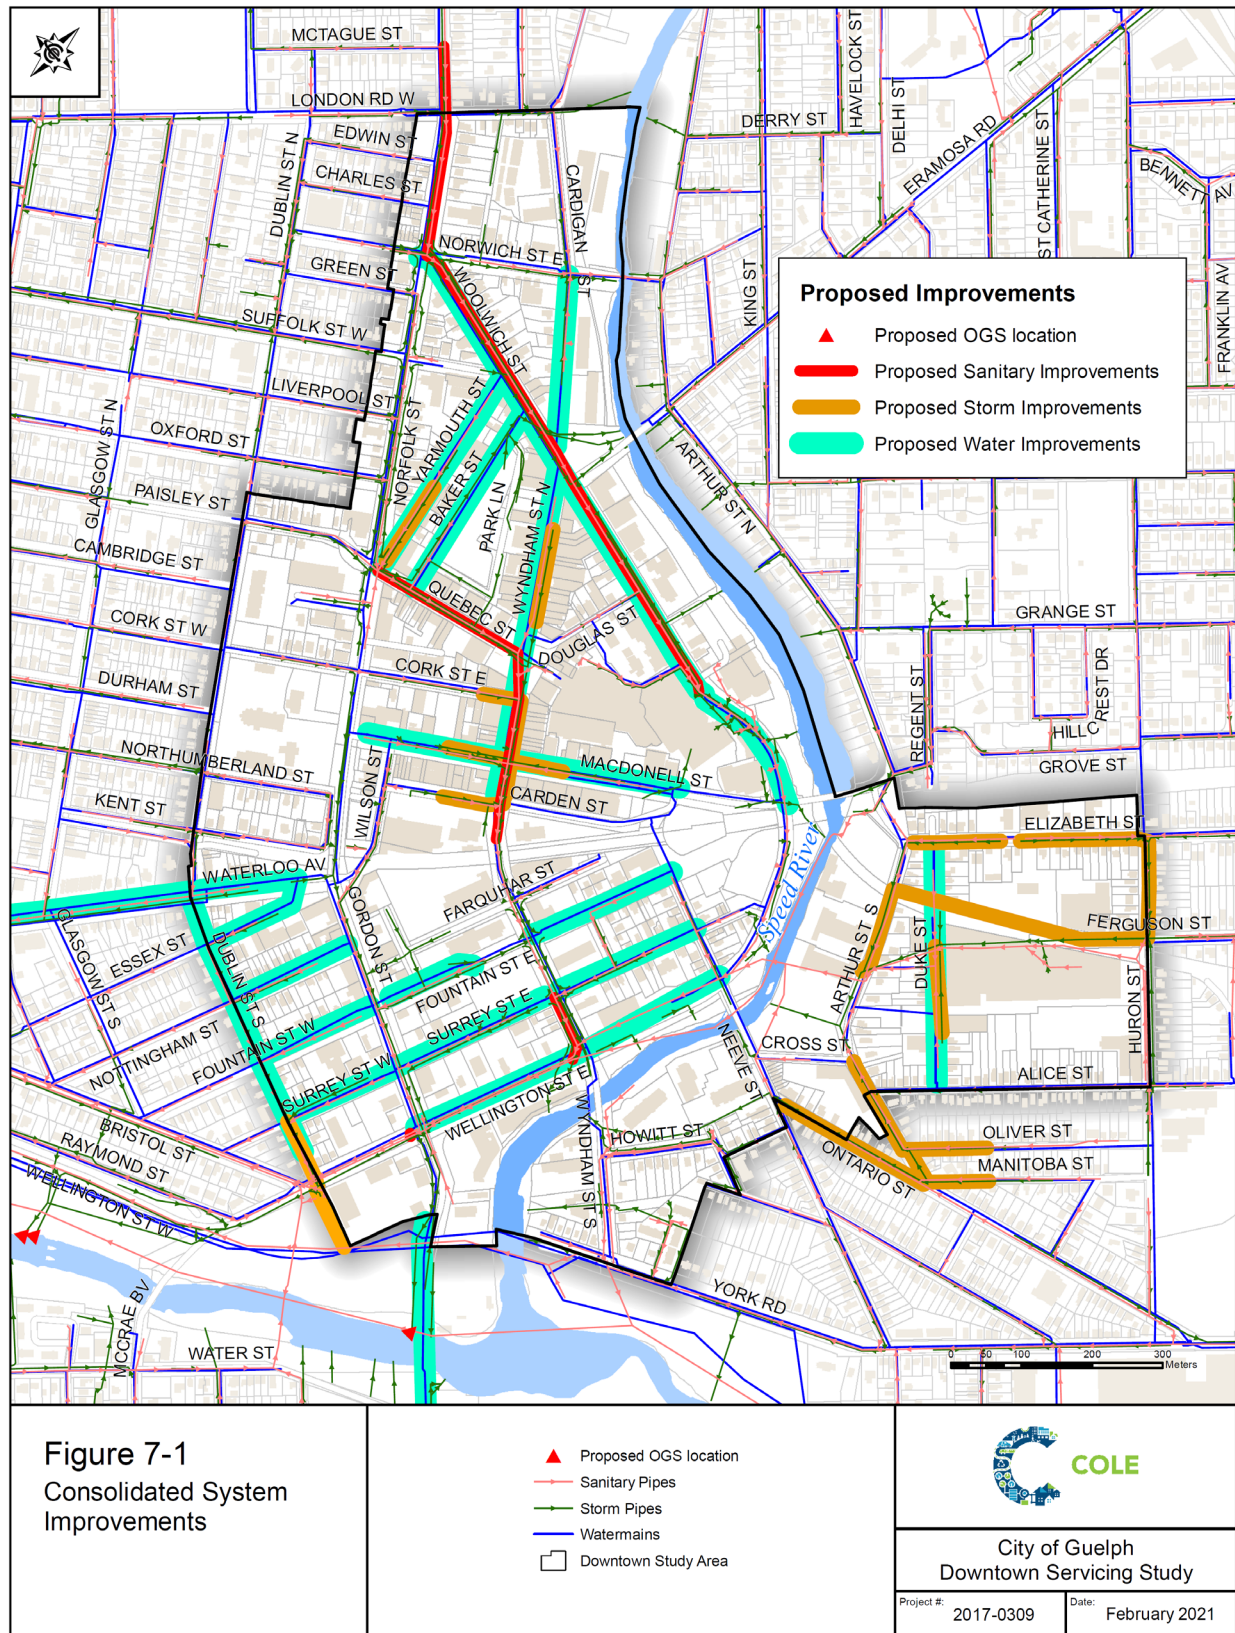 MCTAGUE ST
LONDON RD W
EDWIN ST
CHARLES ST
DUBLIN ST N
CARDIGAN ST
NORWICH ST E
GREEN ST
WOOLWICH ST
SUFFOLK ST W
LIVERPOOL ST
OXFORD ST
NORFOLK ST
YARMOUTH ST
BAKER ST
PARK LN
WYNDHAM ST N
GLASGOW ST N
PAISLEY ST
CAMBRIDGE ST
CORK ST W
DURHAM ST
NORTHUMBERLAND ST
KENT ST
QUEBEC ST
DOUGLAS ST
CORK ST E
MACDONELL ST
CARDEN ST
WILSON ST
WATERLOO AV
GORDON ST
FARQUHAR ST
GLASGOW ST S
ESSEX ST
DUBLIN ST S
NOTTINGHAM ST
FOUNTAIN ST W
FOUNTAIN ST E
SURREY ST E
SURREY ST W
WELLINGTON ST E
BRISTOL ST
RAYMOND ST
WELLINGTON ST W
MCCRAE BV
WATER ST
WYNDHAM ST S
HOWITT ST
NEEVE ST
YORK RD
ONTARIO ST
MANITOBA ST
OLIVER ST
ALICE ST
CROSS ST
ARTHUR ST S
DUKE ST
HURON ST
FERGUSON ST
ELIZABETH ST
GROVE ST
HILLCREST DR
REGENT ST
GRANGE ST
ARTHUR ST N
KING ST
DERRY ST
HAVELOCK ST
DELHI ST
ERAMOSA RD
ST CATHERINE ST
BENNETT AV
FRANKLIN AV
Speed River
Proposed Improvements
Proposed OGS location
Proposed Sanitary Improvements
Proposed Storm Improvements
Proposed Water Improvements
0 50 100 200 300
Meters
Figure 7-1
Consolidated System
Improvements
Proposed OGS location
Sanitary Pipes
Storm Pipes
Watermains
Downtown Study Area
COLE
City of Guelph
Downtown Servicing Study
Project #: 2017-0309
Date: February 2021